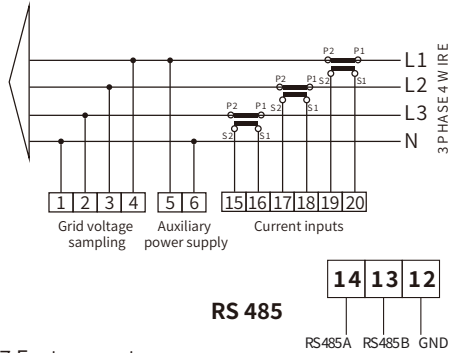 P2 P1
L1
P2 P1 S2 S1
L2
P2 P1 S2 S1
L3
S2 S1
N
3 PHASE 4 WIRE
1 2 3 4 5 6 15 16 17 18 19 20
Grid voltage sampling
Auxiliary power supply
Current inputs
14 13 12
RS 485
RS485A RS485B GND